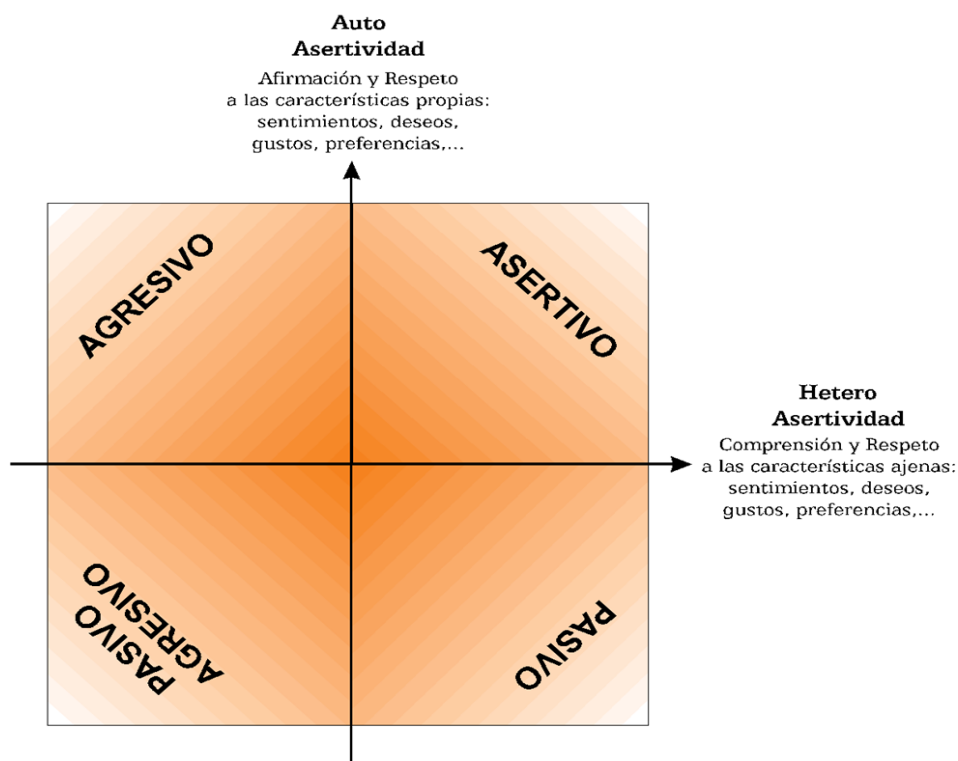 Auto
Asertividad
Afirmación y Respeto
a las características propias:
sentimientos, deseos,
gustos, preferencias,...
AGRESIVO
ASERTIVO
Hetero
Asertividad
Comprensión y Respeto
a las características ajenas:
sentimientos, deseos,
gustos, preferencias,...
PASIVO
AGRESIVO
PASIVO